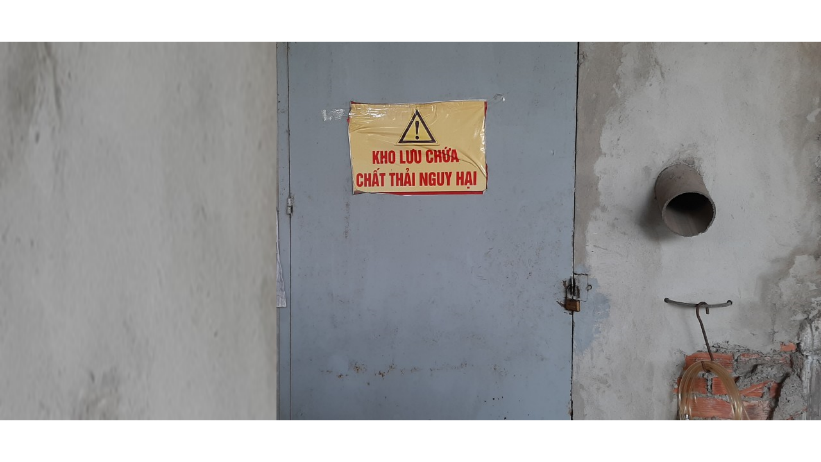 KHO LƯU CHỨA
CHẤT THẢI NGUY HẠI